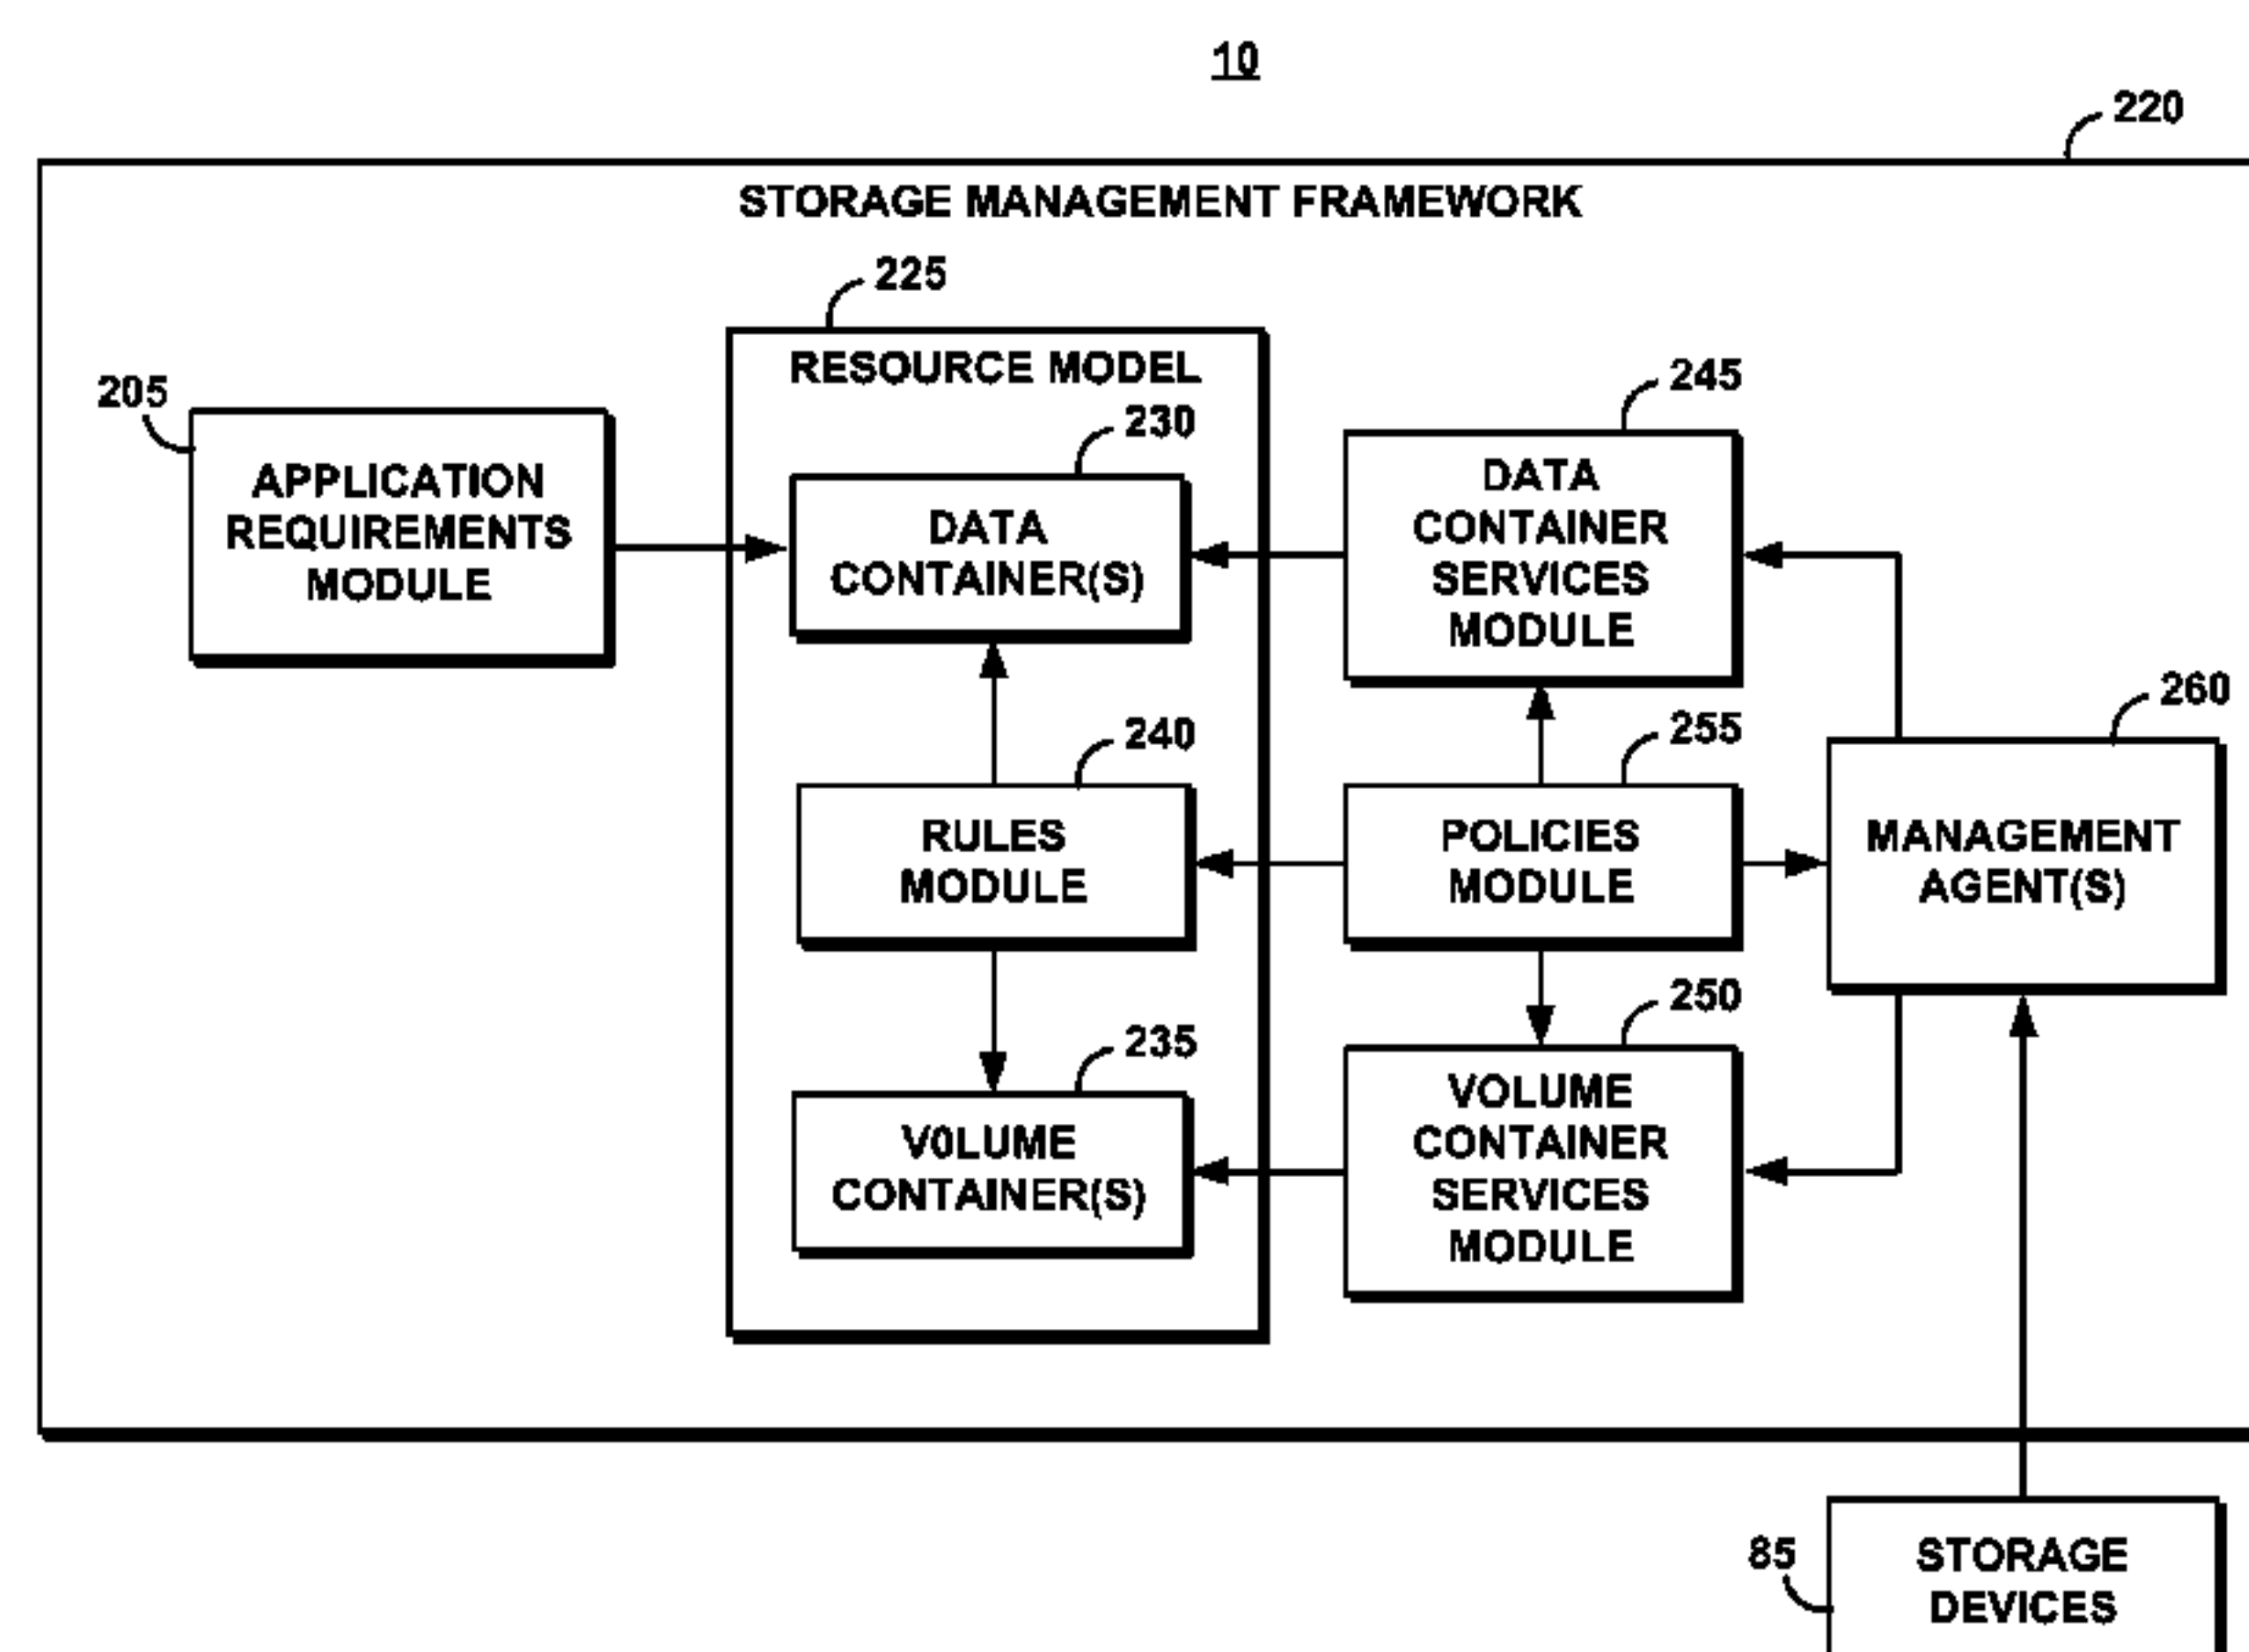 10
220
STORAGE MANAGEMENT FRAMEWORK
225
RESOURCE MODEL
205
APPLICATION
REQUIREMENTS
MODULE
230
DATA
CONTAINER(S)
245
DATA
CONTAINER
SERVICES
MODULE
240
RULES
MODULE
255
POLICIES
MODULE
260
MANAGEMENT
AGENT(S)
235
V0LUME
CONTAINER(S)
250
VOLUME
CONTAINER
SERVICES
MODULE
85
STORAGE
DEVICES